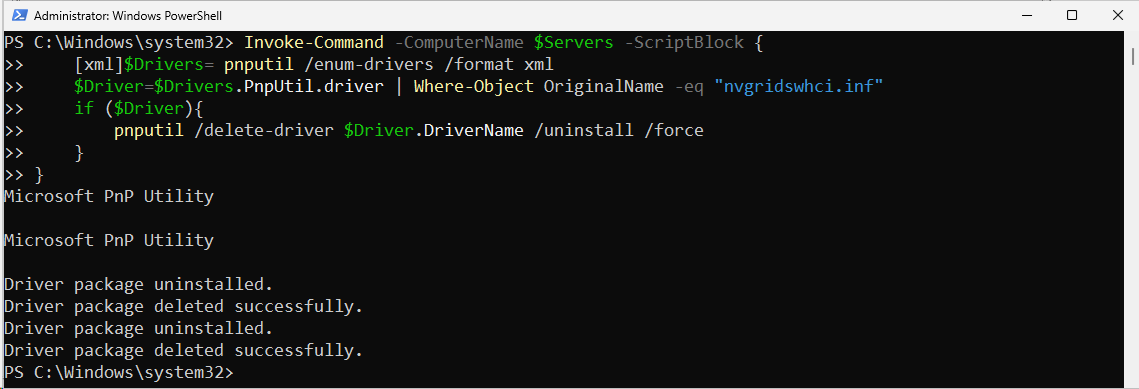 Administrator: Windows PowerShell
PS C:\Windows\system32> Invoke-Command -ComputerName $Servers -ScriptBlock {
>>     [xml]$Drivers= pnputil /enum-drivers /format xml
>>     $Driver=$Drivers.PnpUtil.driver | Where-Object OriginalName -eq "nvgridswhci.inf"
>>     if ($Driver){
>>         pnputil /delete-driver $Driver.DriverName /uninstall /force
>>     }
>> }
Microsoft PnP Utility
Microsoft PnP Utility
Driver package uninstalled.
Driver package deleted successfully.
Driver package uninstalled.
Driver package deleted successfully.
PS C:\Windows\system32>